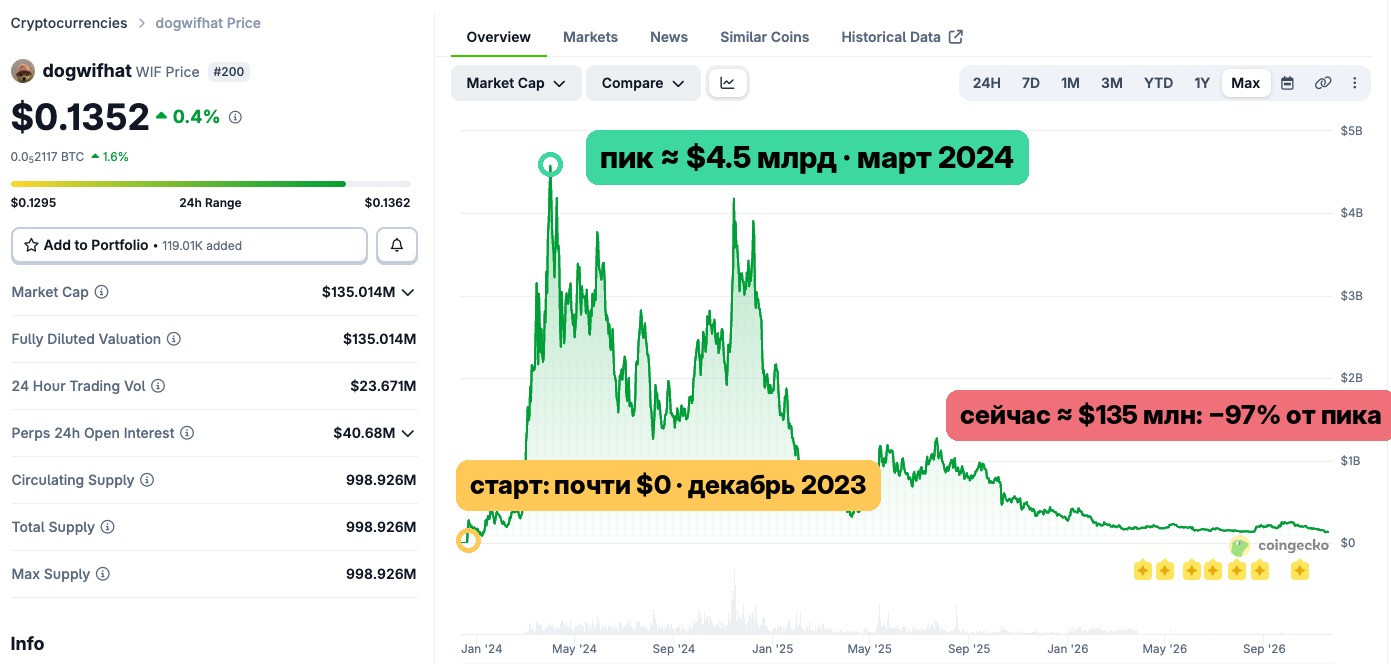 Cryptocurrencies > dogwifhat Price
dogwifhat WIF Price #200
$0.1352 ▲ 0.4%
0.0₅2117 BTC ▲ 1.6%
$0.1295 24h Range $0.1362
Add to Portfolio • 119.01K added
Market Cap $135.014M
Fully Diluted Valuation $135.014M
24 Hour Trading Vol $23.671M
Perps 24h Open Interest $40.68M
Circulating Supply 998.926M
Total Supply 998.926M
Max Supply 998.926M
Info
Overview Markets News Similar Coins Historical Data
Market Cap Compare 24H 7D 1M 3M YTD 1Y Max
$5B
пик ≈ $4.5 млрд · март 2024
$4B
$3B
$2B
сейчас ≈ $135 млн: −97% от пика
$1B
старт: почти $0 · декабрь 2023
coingecko
$0
Jan '24 May '24 Sep '24 Jan '25 May '25 Sep '25 Jan '26 May '26 Sep '26